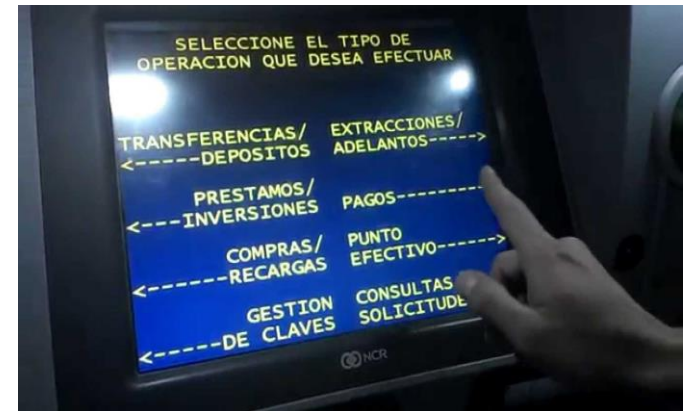 SELECCIONE EL TIPO DE
OPERACION QUE DESEA EFECTUAR
TRANSFERENCIAS/ EXTRACCIONES/
<-----DEPOSITOS ADELANTOS----->
PRESTAMOS/
<---INVERSIONES PAGOS---------
COMPRAS/ PUNTO
<------RECARGAS EFECTIVO------>
GESTION CONSULTAS
<-----DE CLAVES SOLICITUDE
NCR